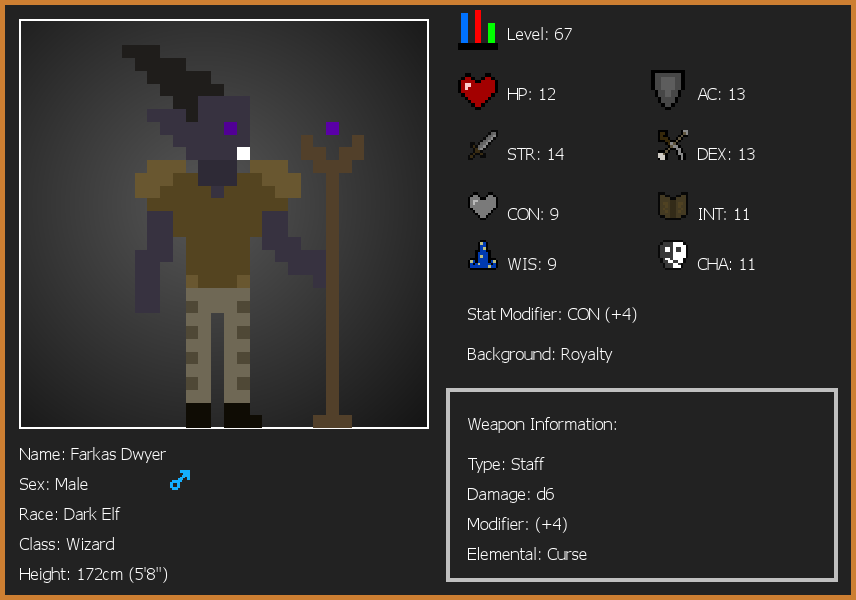 Level: 67
HP: 12
AC: 13
STR: 14
DEX: 13
CON: 9
INT: 11
WIS: 9
CHA: 11
Stat Modifier: CON (+4)
Background: Royalty
Weapon Information:
Type: Staff
Damage: d6
Modifier: (+4)
Elemental: Curse
Name: Farkas Dwyer
Sex: Male
Race: Dark Elf
Class: Wizard
Height: 172cm (5'8")